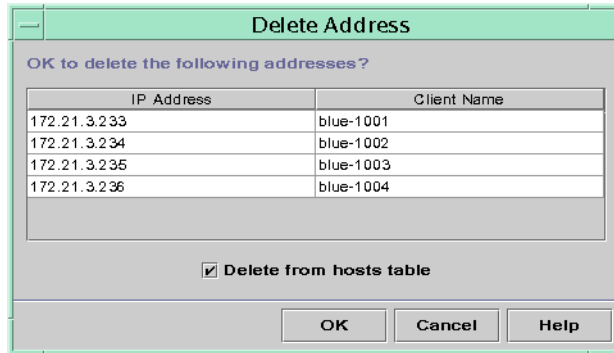 Delete Address
OK to delete the following addresses?
IP Address Client Name
172.21.3.233 blue-1001
172.21.3.234 blue-1002
172.21.3.235 blue-1003
172.21.3.236 blue-1004
Delete from hosts table
OK Cancel Help